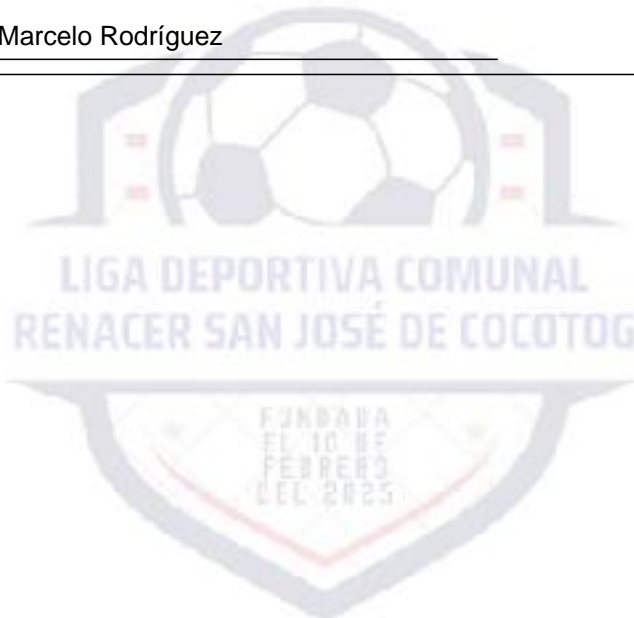 Marcelo Rodríguez
LIGA DEPORTIVA COMUNAL
RENACER SAN JOSÉ DE COCOTOG
FUNDADA
EL 10 DE
FEBRERO
DEL 2025